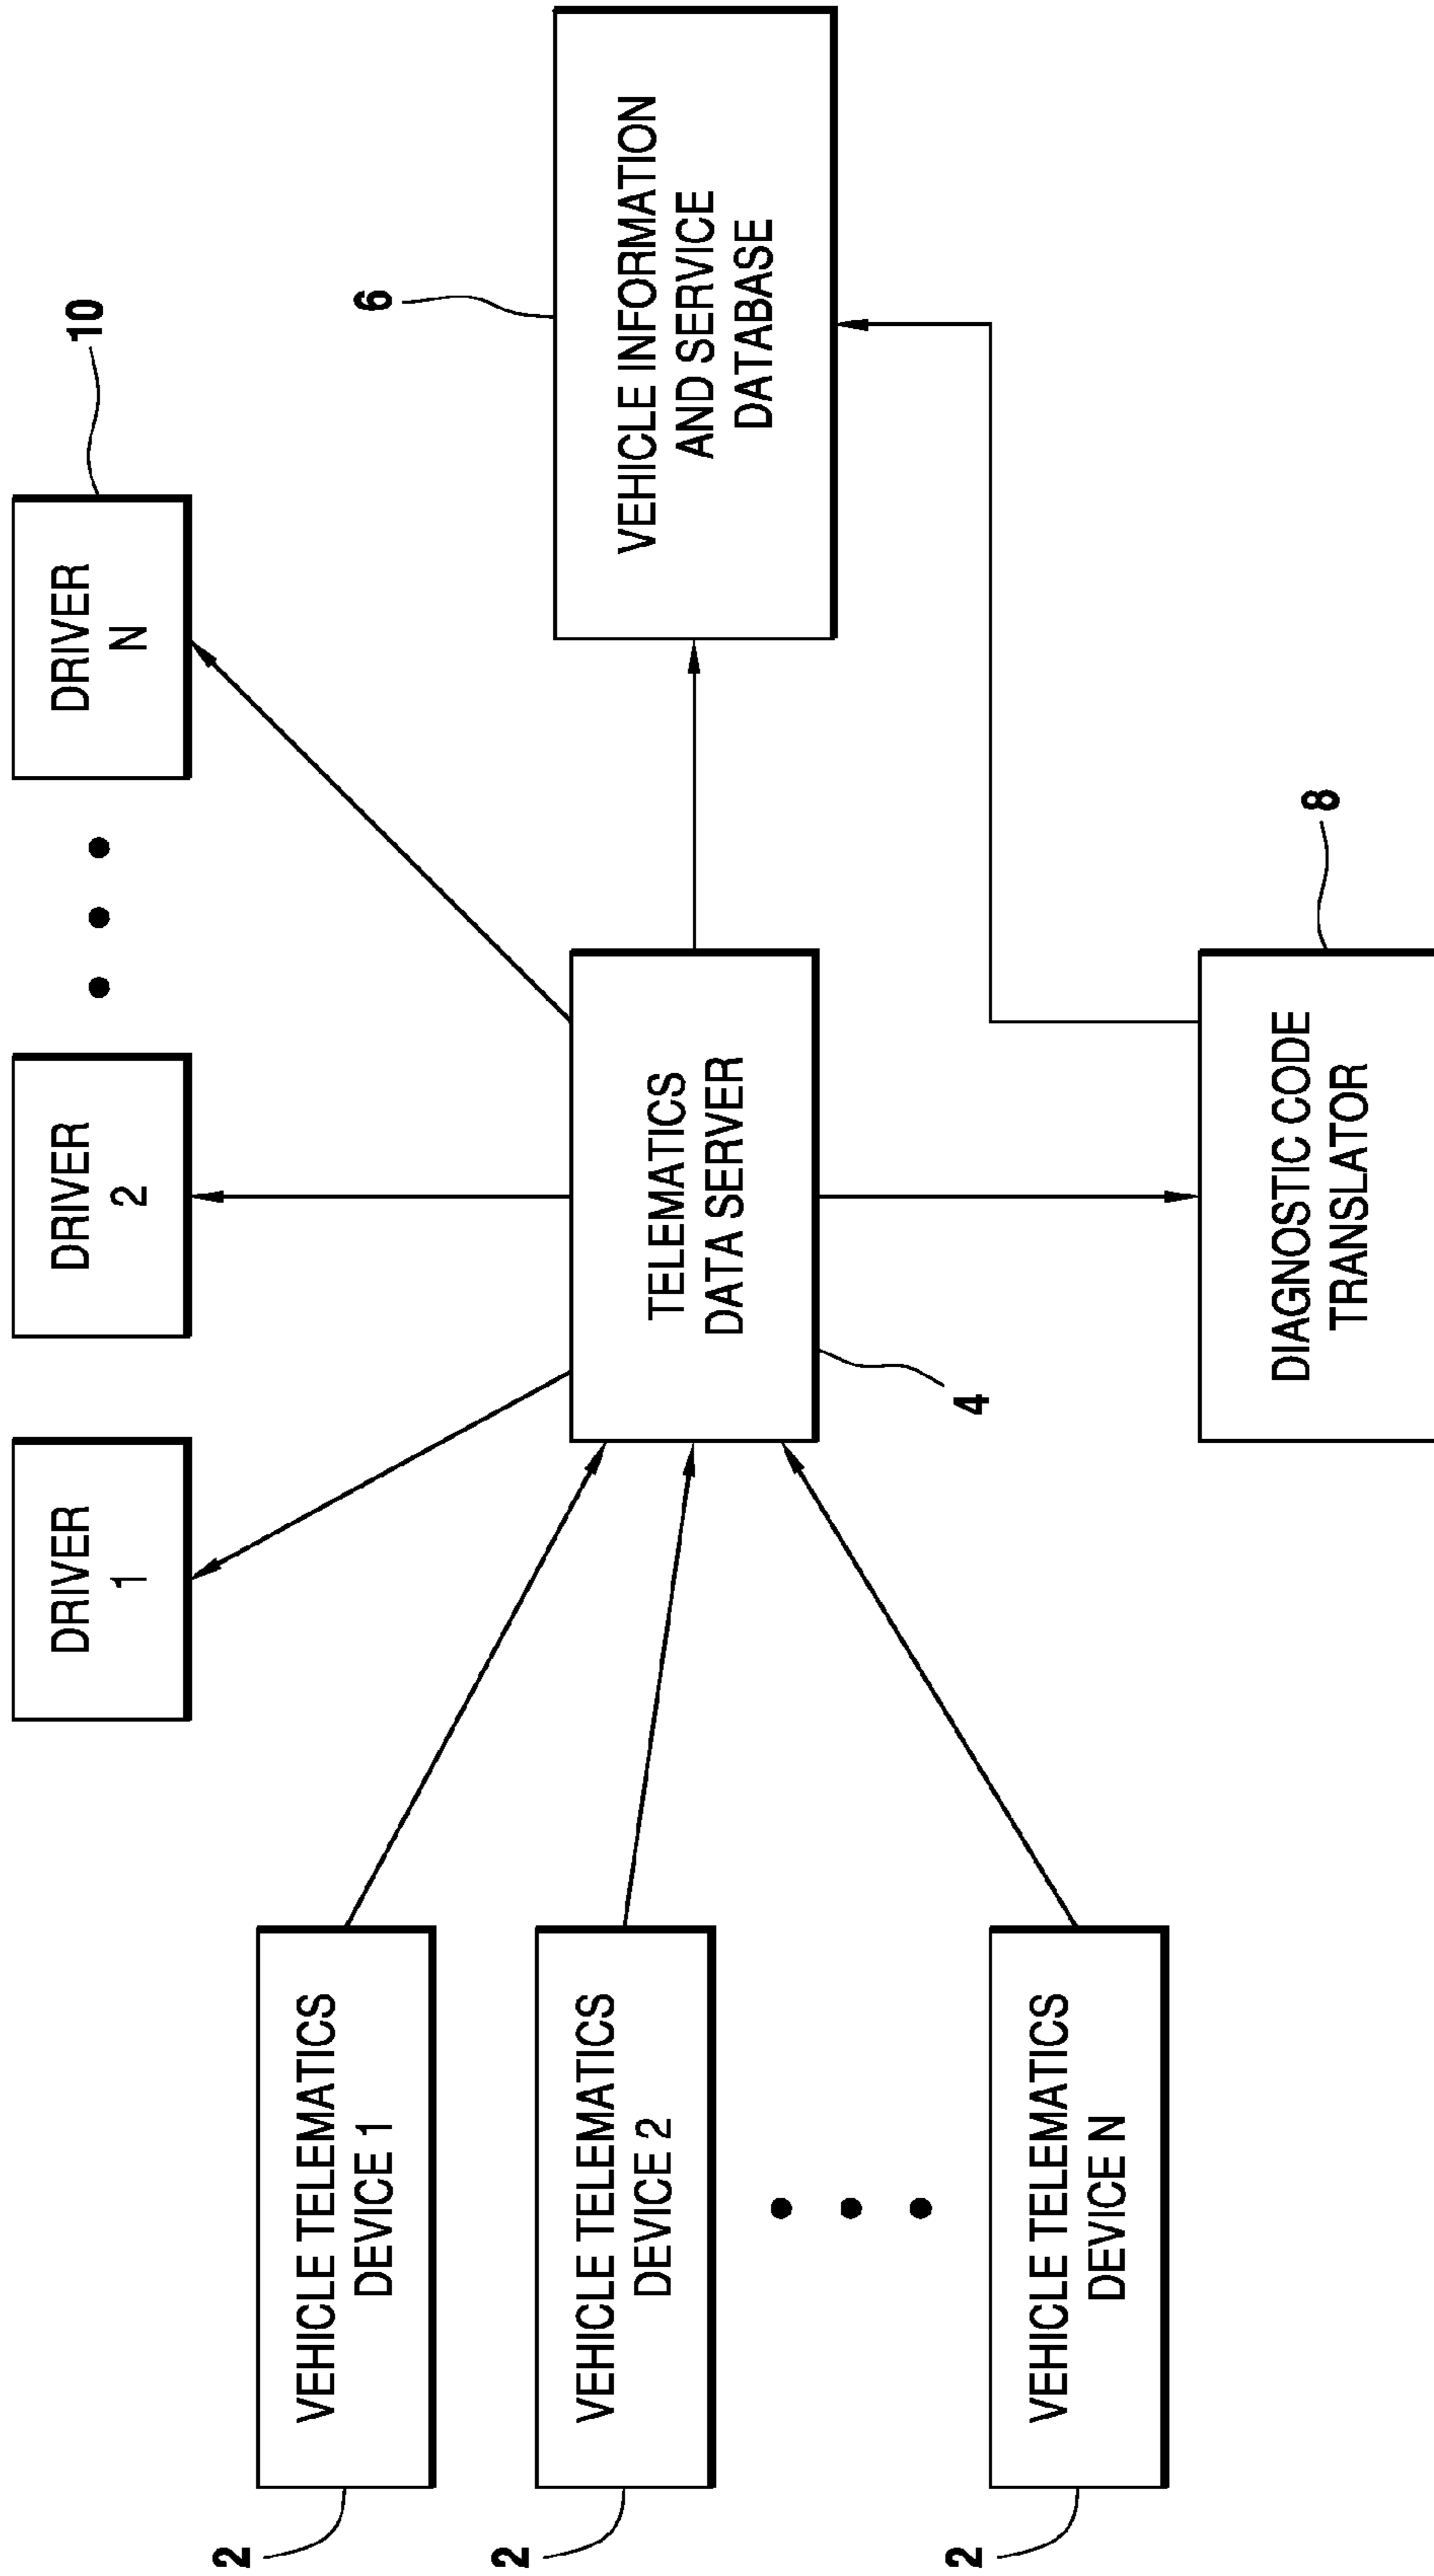 DRIVER
1
DRIVER
2
DRIVER
N
10
VEHICLE TELEMATICS
DEVICE 1
2
VEHICLE TELEMATICS
DEVICE 2
2
VEHICLE TELEMATICS
DEVICE N
2
TELEMATICS
DATA SERVER
4
VEHICLE INFORMATION
AND SERVICE
DATABASE
6
DIAGNOSTIC CODE
TRANSLATOR
8